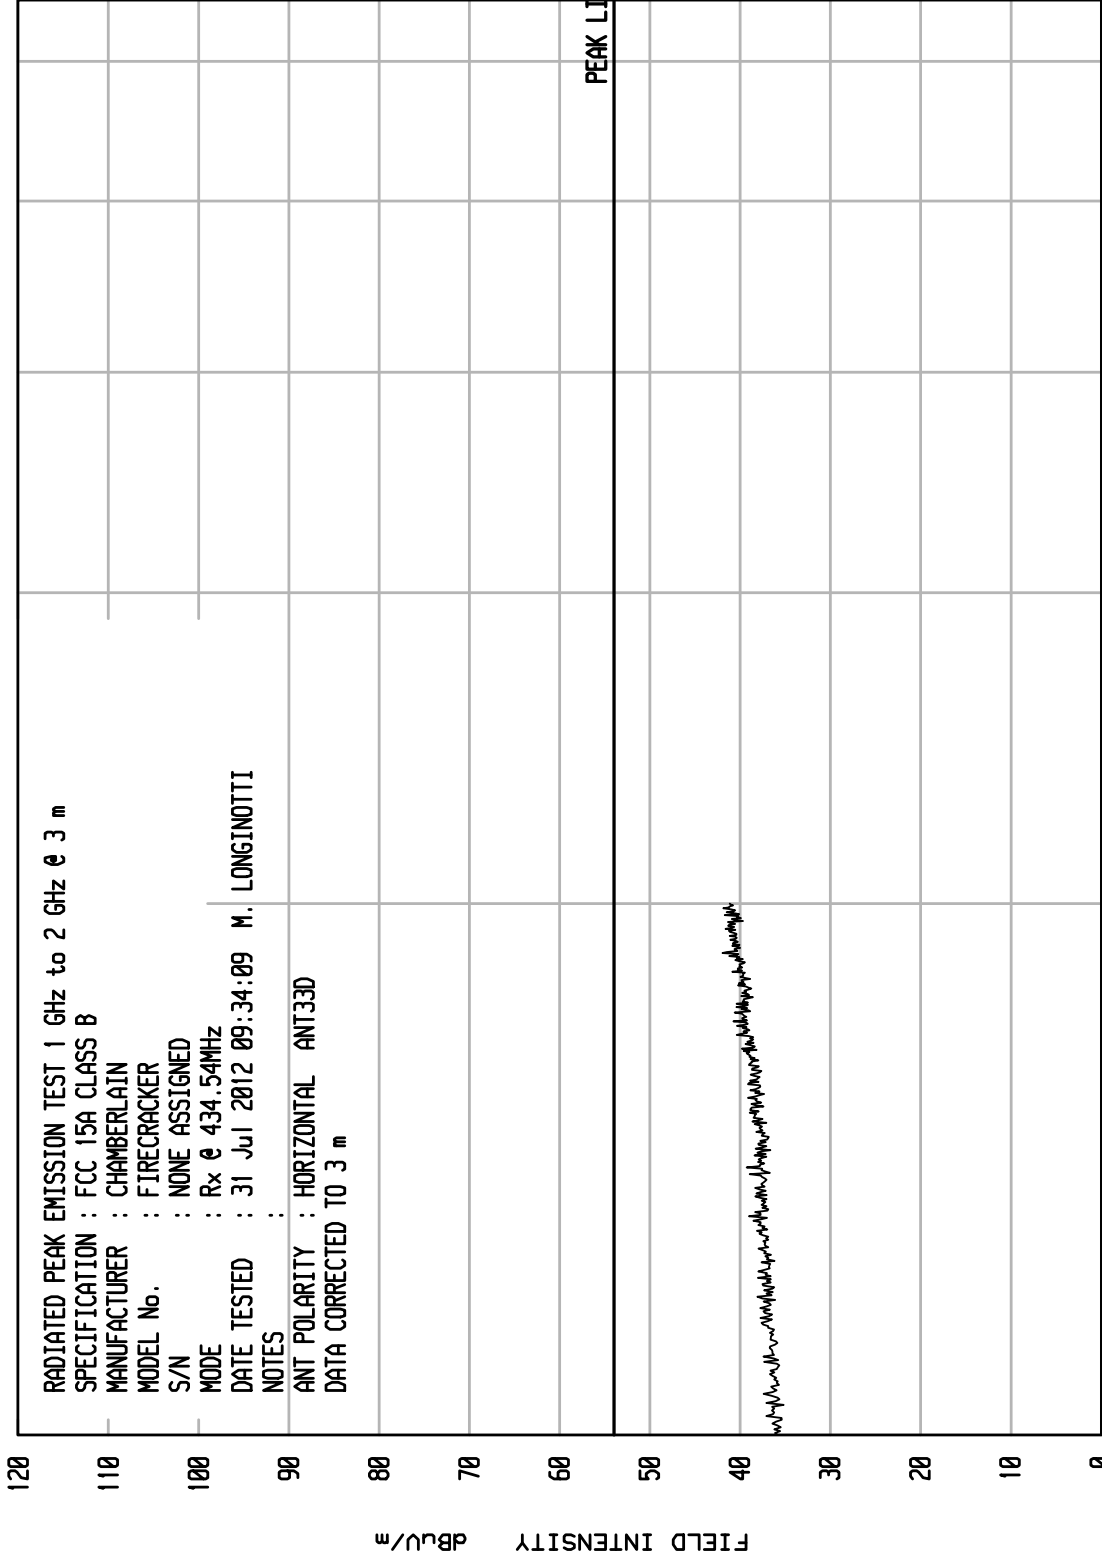 RADIATED PEAK EMISSION TEST 1 GHz to 2 GHz @ 3 m
SPECIFICATION : FCC 15A CLASS B
MANUFACTURER : CHAMBERLAIN
MODEL No. : FIRECRACKER
S/N : NONE ASSIGNED
MODE : Rx @ 434.54MHz
DATE TESTED : 31 Jul 2012 09:34:09 M. LONGINOTTI
NOTES :
ANT POLARITY : HORIZONTAL ANT33D
DATA CORRECTED TO 3 m
PEAK LI
120
110
100
90
80
70
60
50
40
30
20
10
0
FIELD INTENSITY dBuV/m